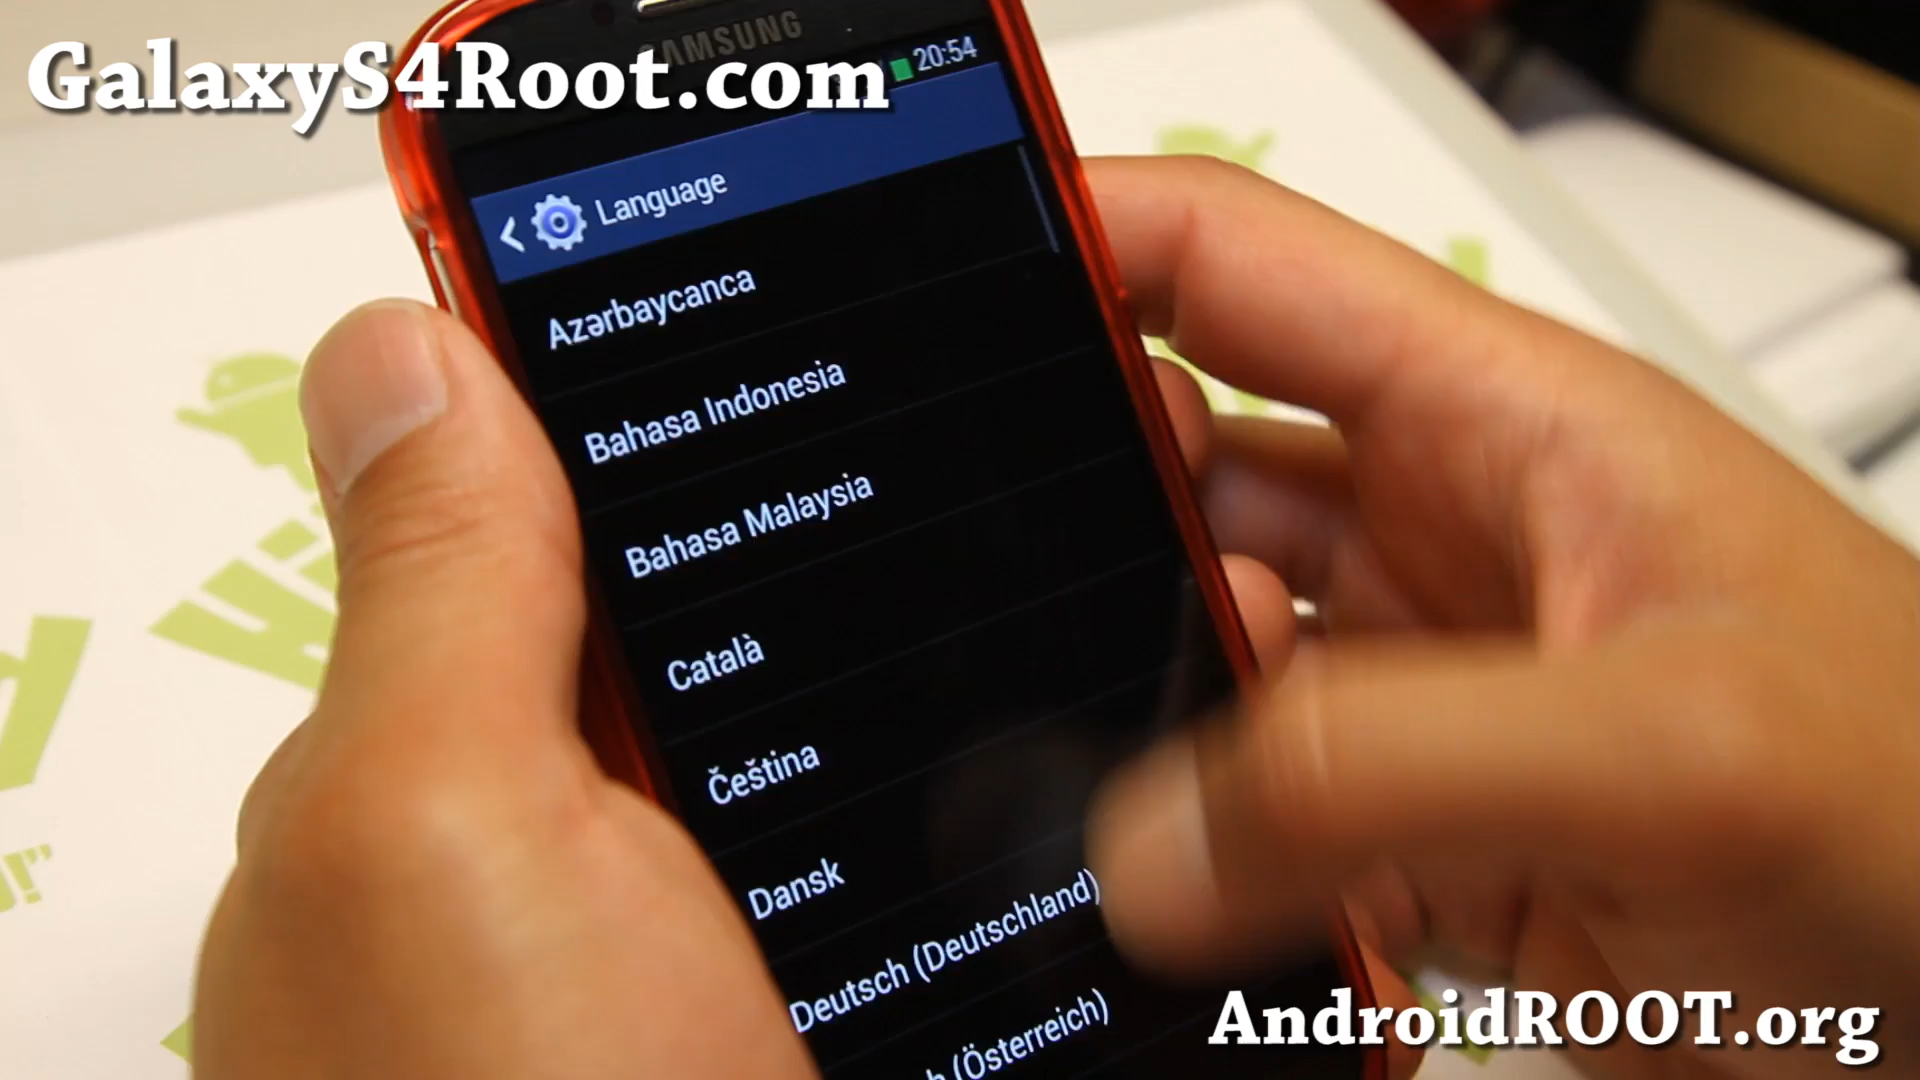 GalaxyS4Root.com
SAMSUNG
20:54
Language
Azərbaycanca
Bahasa Indonesia
Bahasa Malaysia
Català
Čeština
Dansk
Deutsch (Deutschland)
(Österreich)
AndroidROOT.org